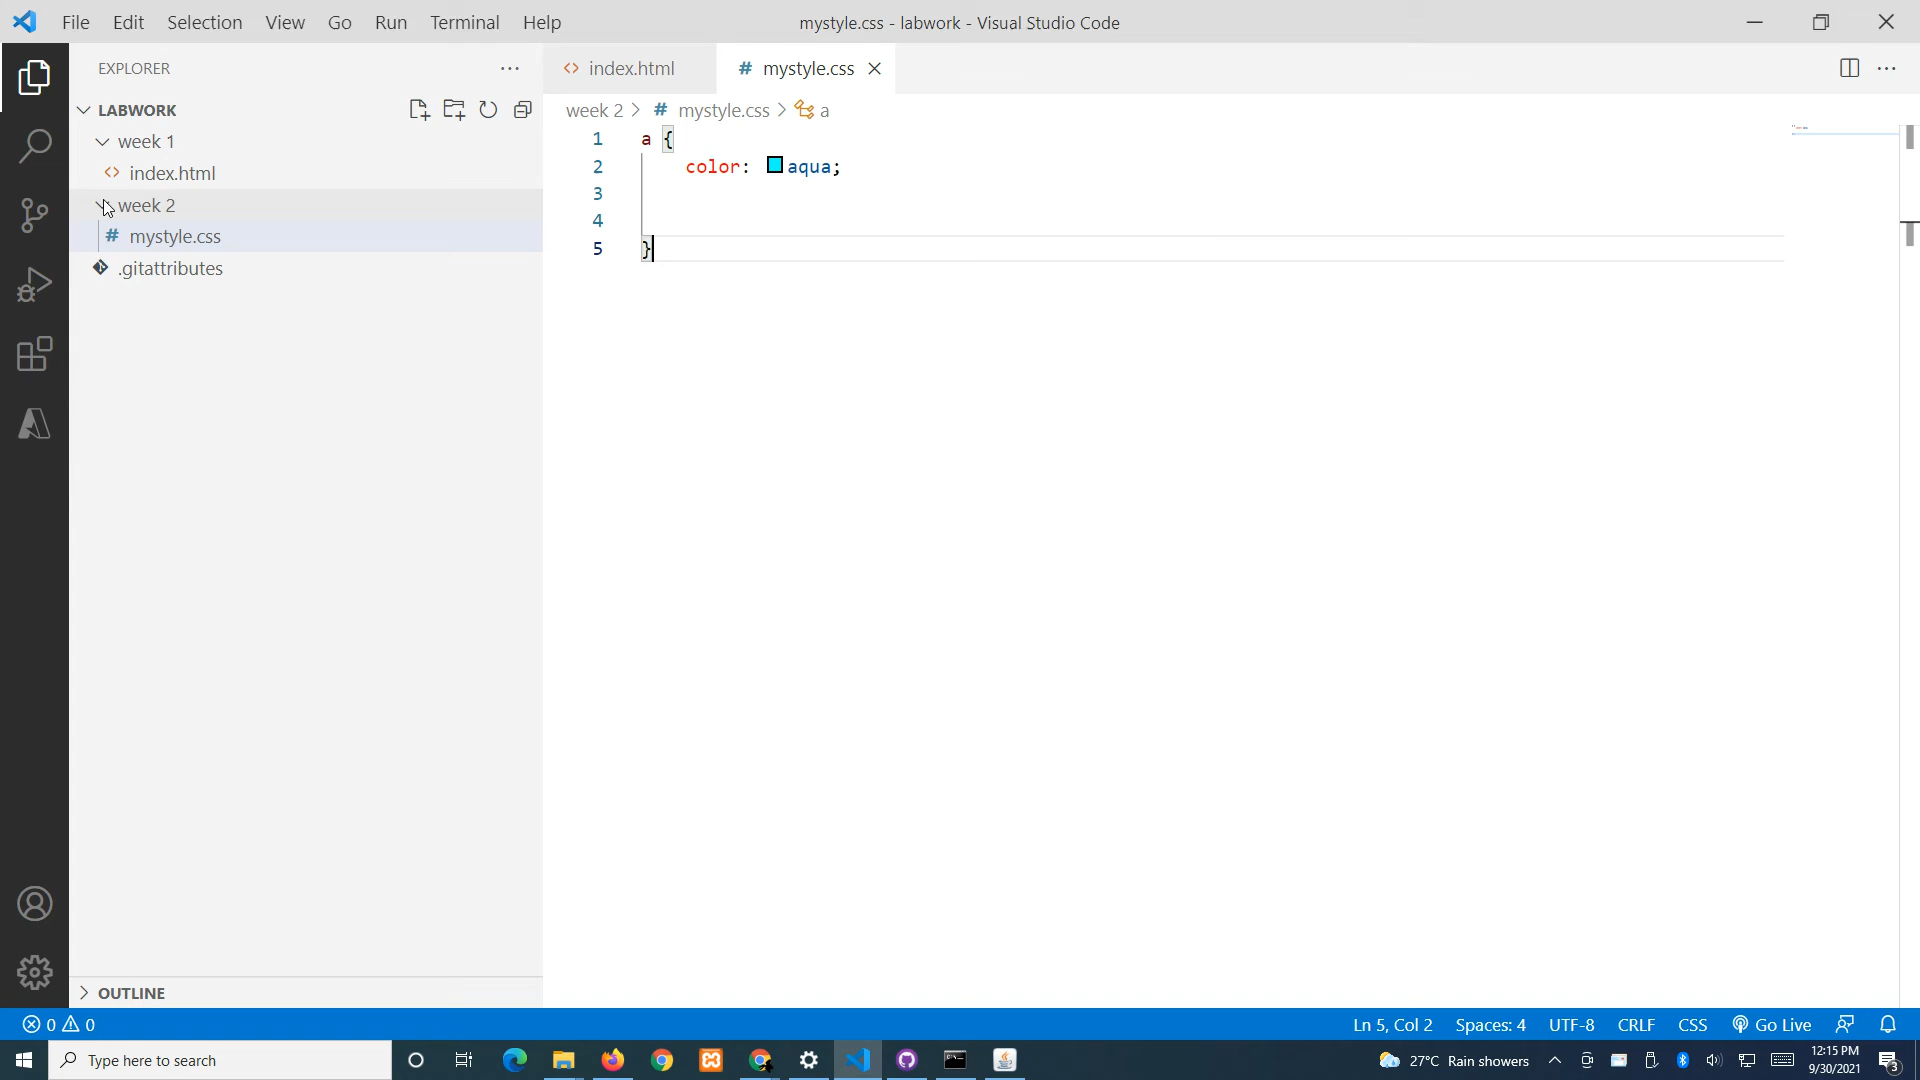 File Edit Selection View Go Run Terminal Help
mystyle.css - labwork - Visual Studio Code
EXPLORER
LABWORK
week 1
<> index.html
week 2
# mystyle.css
.gitattributes
OUTLINE
<> index.html
# mystyle.css
week 2 > # mystyle.css > a
1 a {
2 color: aqua;
3
4
5 }
0 0
Ln 5, Col 2 Spaces: 4 UTF-8 CRLF CSS Go Live
Type here to search
27°C Rain showers
12:15 PM
9/30/2021
3